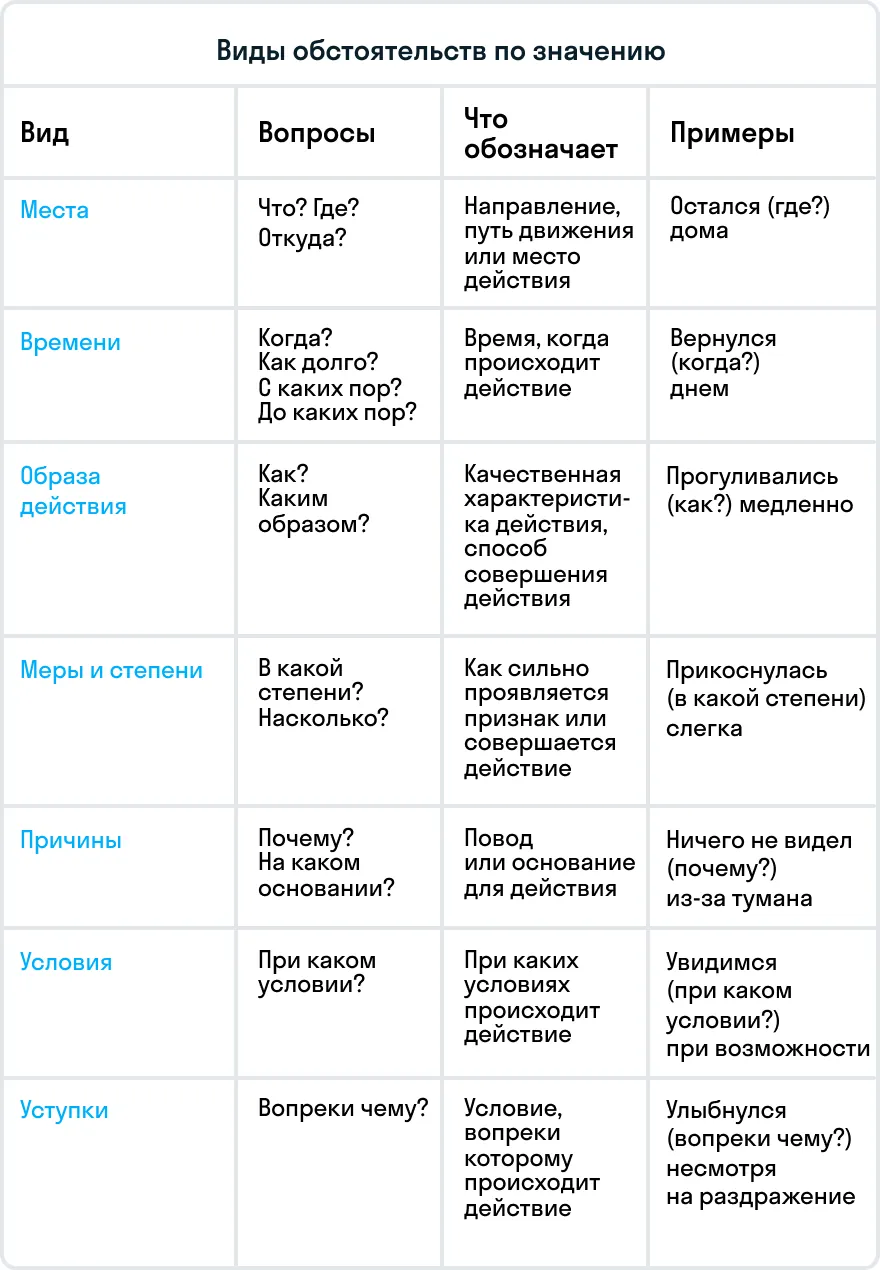 Виды обстоятельств по значению
Вид
Вопросы
Что
обозначает
Примеры
Места
Что? Где?
Откуда?
Направление,
путь движения
или место
действия
Остался (где?)
дома
Времени
Когда?
Как долго?
С каких пор?
До каких пор?
Время, когда
происходит
действие
Вернулся
(когда?)
днем
Образа
действия
Как?
Каким
образом?
Качественная
характеристи-
ка действия,
способ
совершения
действия
Прогуливались
(как?) медленно
Меры и степени
В какой
степени?
Насколько?
Как сильно
проявляется
признак или
совершается
действие
Прикоснулась
(в какой степени)
слегка
Причины
Почему?
На каком
основании?
Повод
или основание
для действия
Ничего не видел
(почему?)
из-за тумана
Условия
При каком
условии?
При каких
условиях
происходит
действие
Увидимся
(при каком
условии?)
при возможности
Уступки
Вопреки чему?
Условие,
вопреки
которому
происходит
действие
Улыбнулся
(вопреки чему?)
несмотря
на раздражение